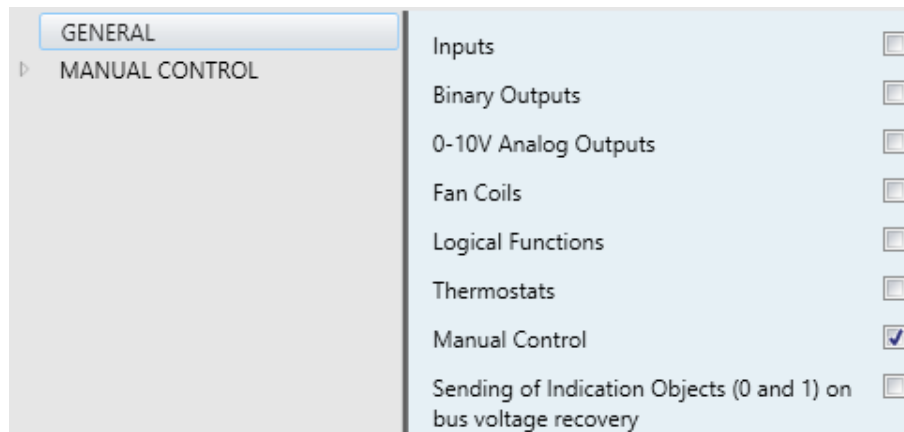 GENERAL
MANUAL CONTROL
Inputs
Binary Outputs
0-10V Analog Outputs
Fan Coils
Logical Functions
Thermostats
Manual Control
Sending of Indication Objects (0 and 1) on
bus voltage recovery